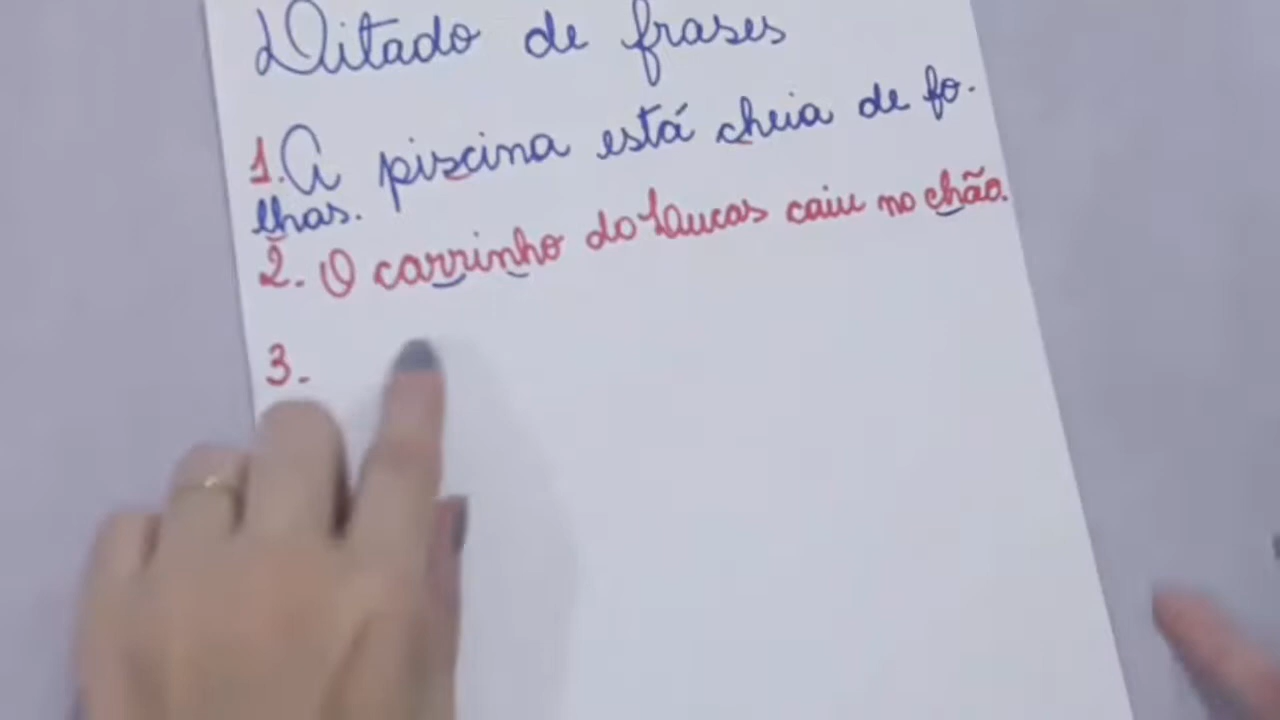 Ditado de frases
1. A piscina está cheia de fo-
lhas.
2. O carrinho do Lucas caiu no chão.
3.